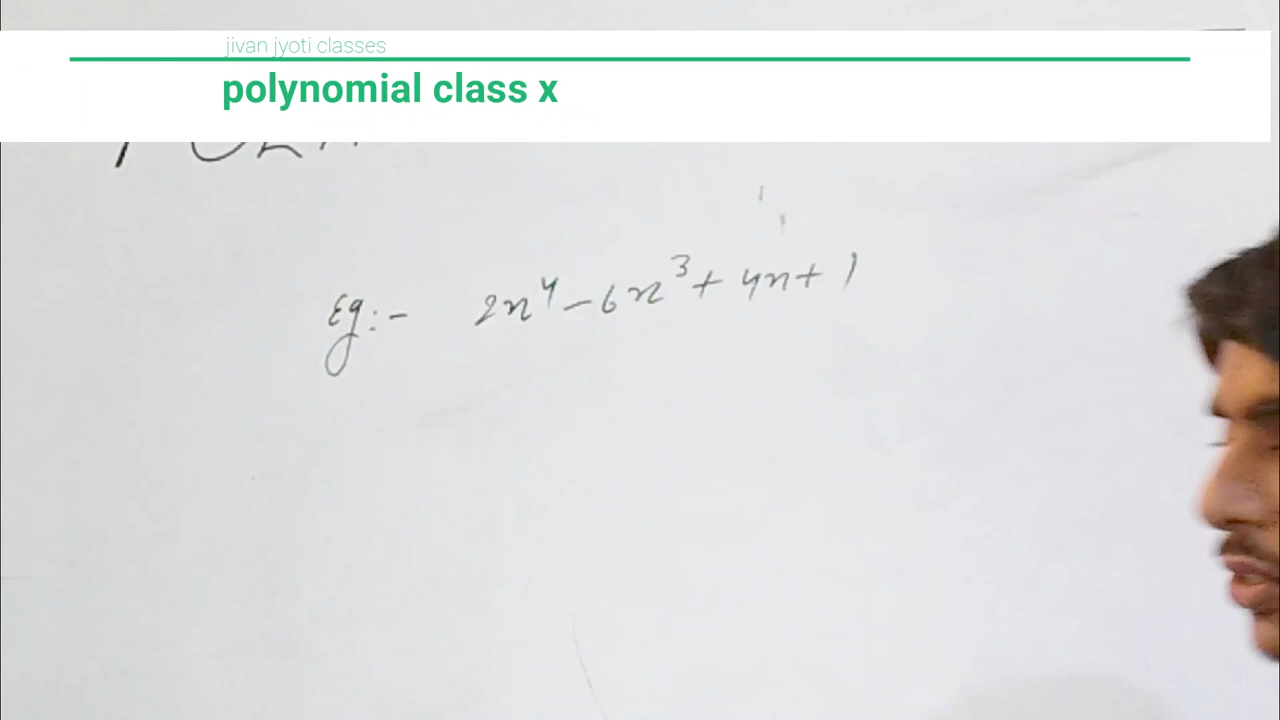 jivan jyoti classes
polynomial class x
Eg:- 2x⁴-6x³+4x+1